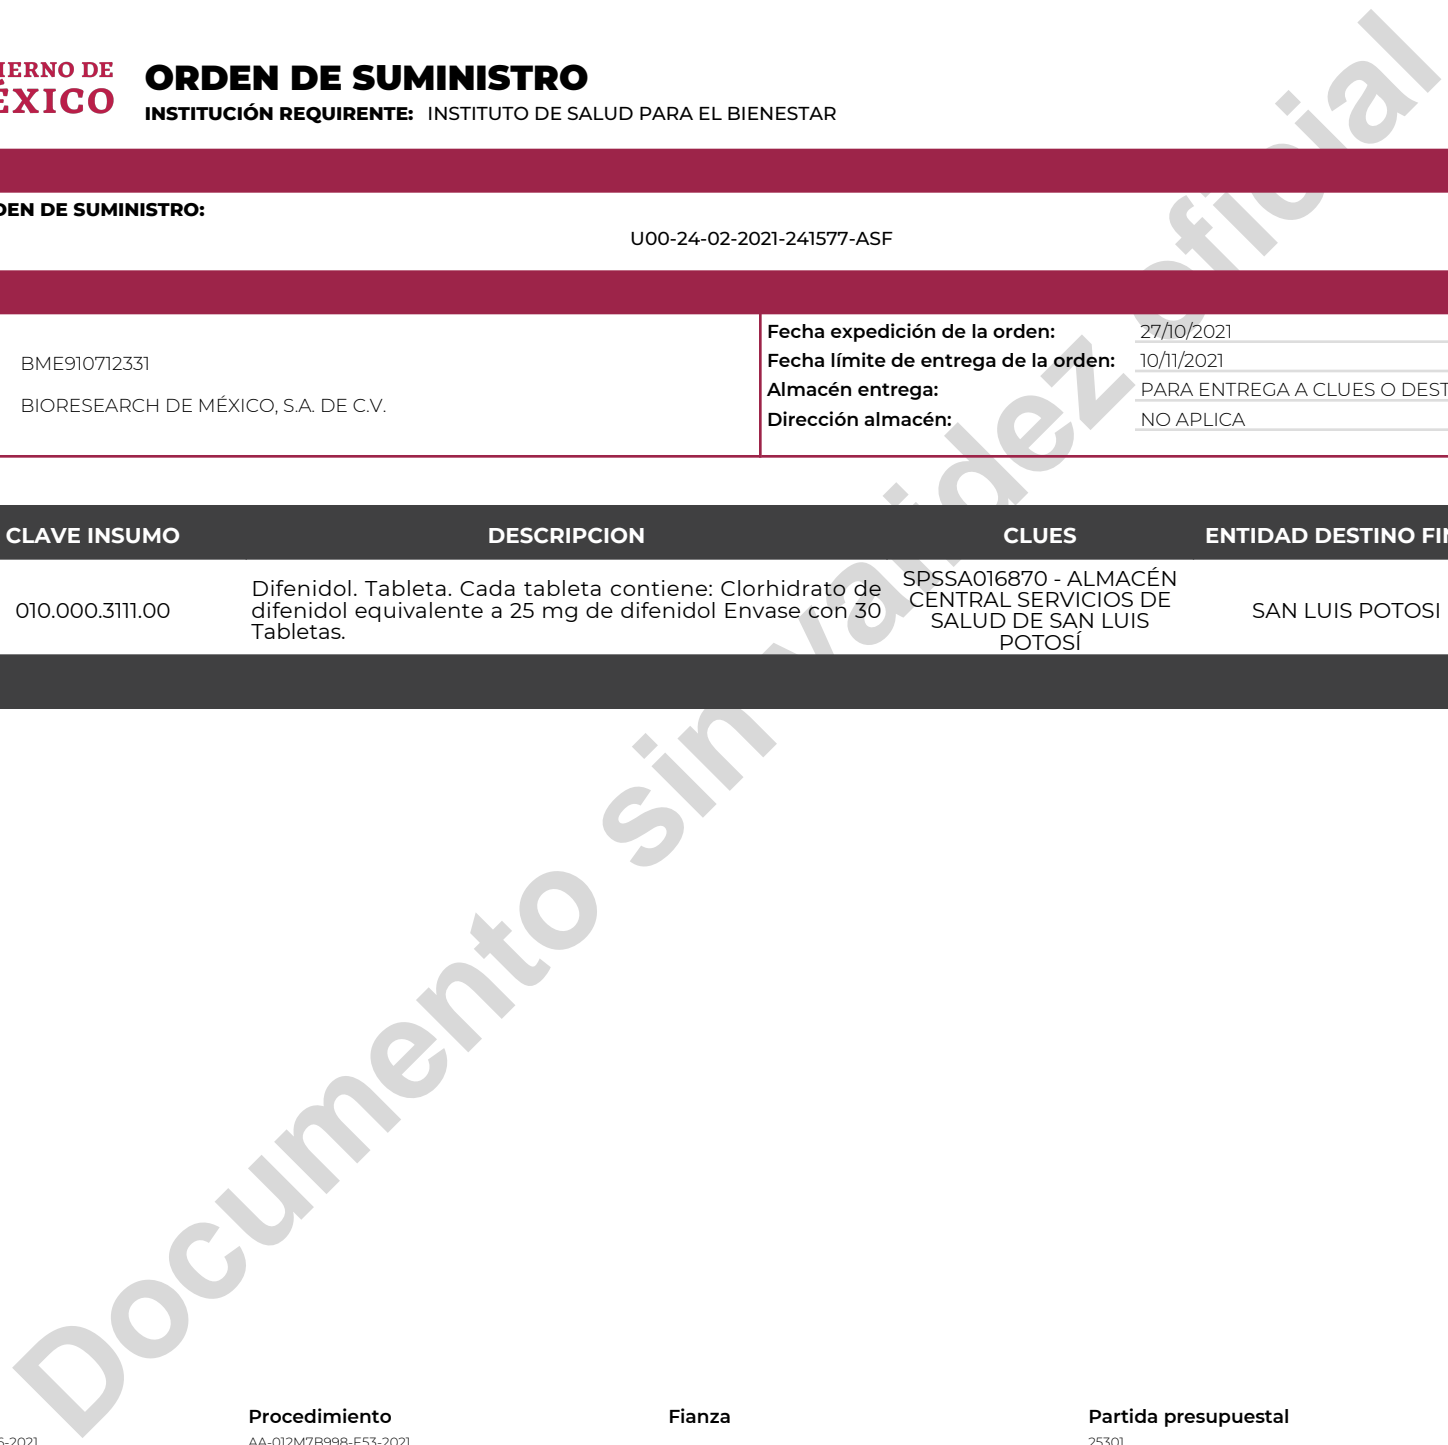 IERNO DE
ÉXICO
ORDEN DE SUMINISTRO
INSTITUCIÓN REQUIRENTE: INSTITUTO DE SALUD PARA EL BIENESTAR
DEN DE SUMINISTRO:
U00-24-02-2021-241577-ASF
BME910712331
BIORESEARCH DE MÉXICO, S.A. DE C.V.
Fecha expedición de la orden: 27/10/2021
Fecha límite de entrega de la orden: 10/11/2021
Almacén entrega: PARA ENTREGA A CLUES O DEST
Dirección almacén: NO APLICA
CLAVE INSUMO DESCRIPCION CLUES ENTIDAD DESTINO FIN
010.000.3111.00
Difenidol. Tableta. Cada tableta contiene: Clorhidrato de
difenidol equivalente a 25 mg de difenidol Envase con 30
Tabletas.
SPSSA016870 - ALMACÉN
CENTRAL SERVICIOS DE
SALUD DE SAN LUIS
POTOSÍ
SAN LUIS POTOSI
Documento sin validez oficial
Procedimiento Fianza Partida presupuestal
-2021 AA-012M7B998-E53-2021 25301